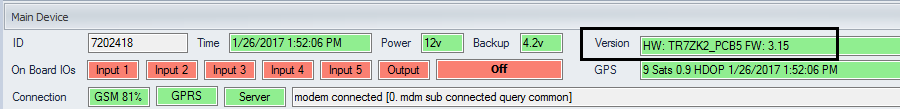 Main Device
ID 7202418 Time 1/26/2017 1:52:06 PM Power 12v Backup 4.2v Version HW: TR7ZK2_PCB5 FW: 3.15
On Board IOs Input 1 Input 2 Input 3 Input 4 Input 5 Output Off GPS 9 Sats 0.9 HDOP 1/26/2017 1:52:06 PM
Connection GSM 81% GPRS Server modem connected [0. mdm sub connected query common]